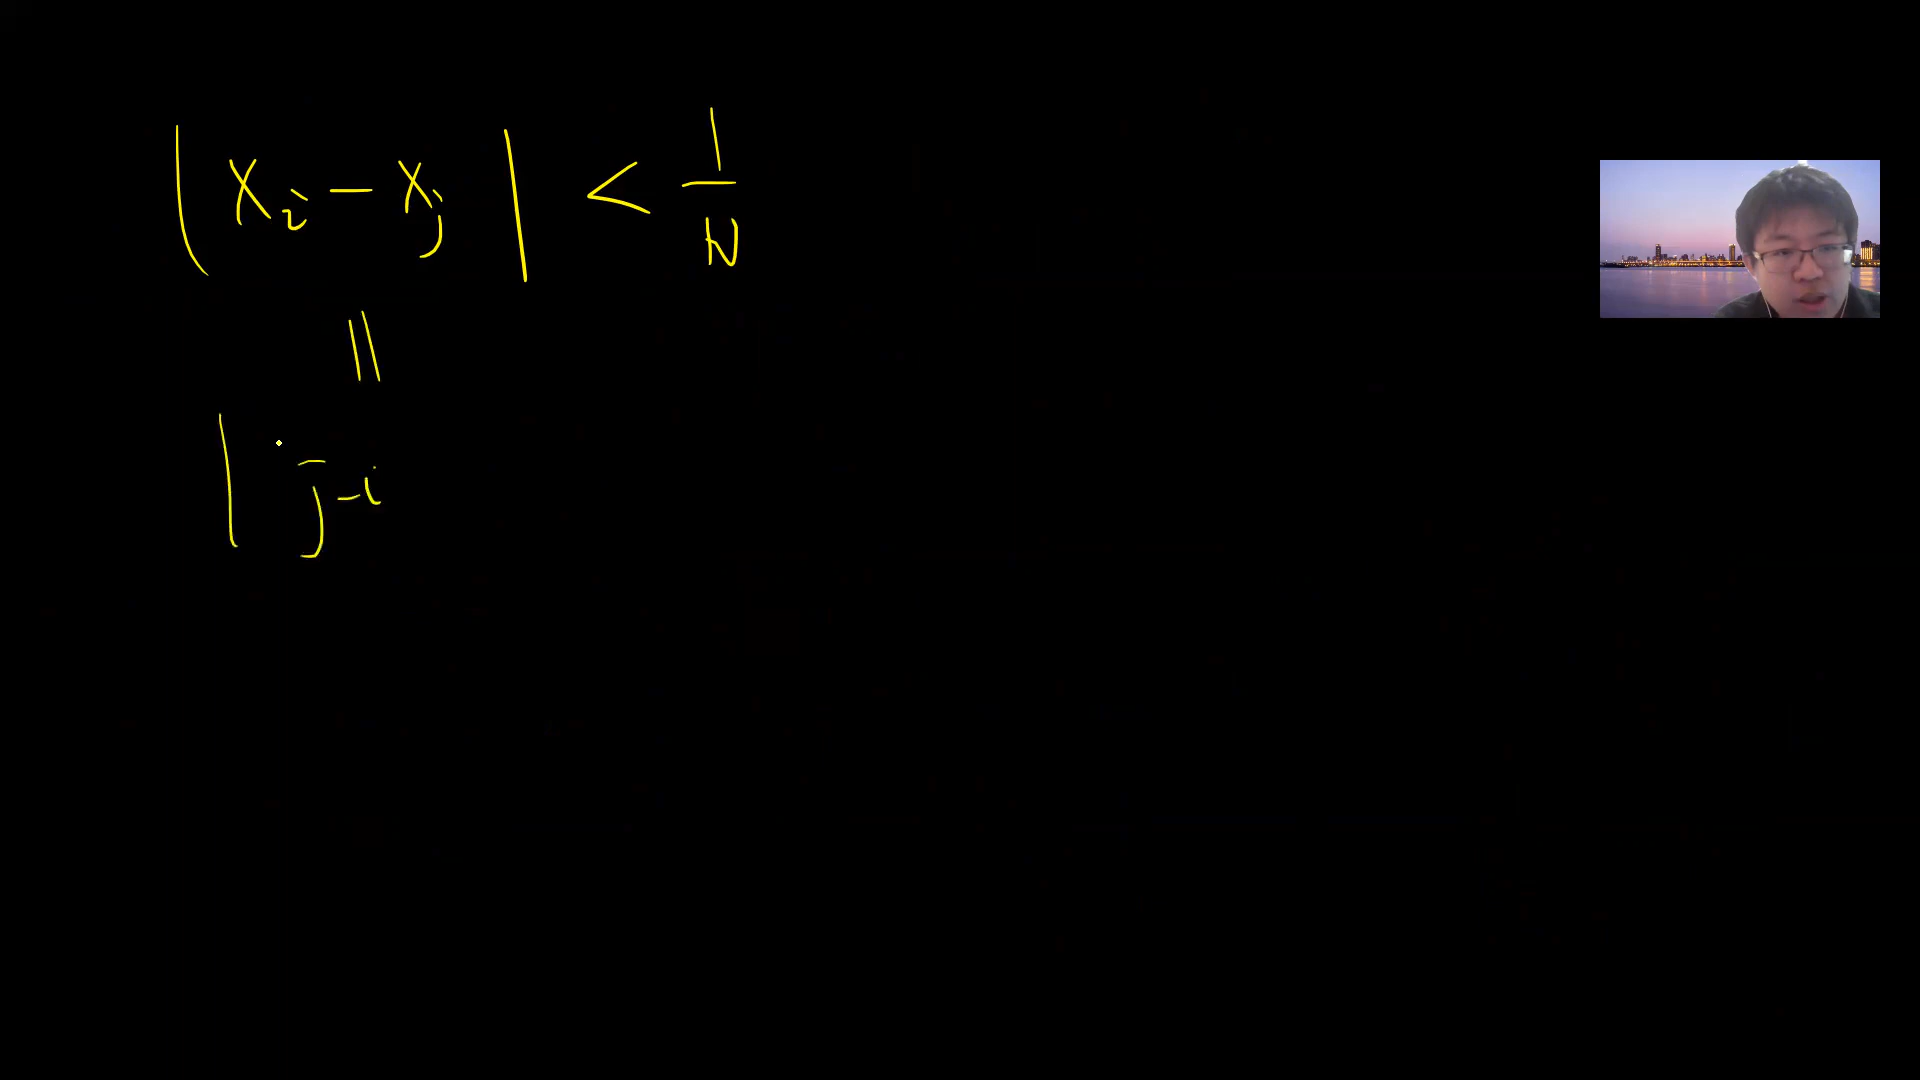 | x_i - x_j | < 1/N
||
| j-i